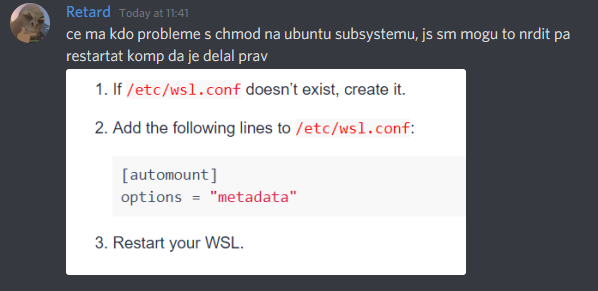 Retard Today at 11:41
ce ma kdo probleme s chmod na ubuntu subsystemu, js sm mogu to nrdit pa
restartat komp da je delal prav
1. If /etc/wsl.conf doesn't exist, create it.
2. Add the following lines to /etc/wsl.conf:
[automount]
options = "metadata"
3. Restart your WSL.